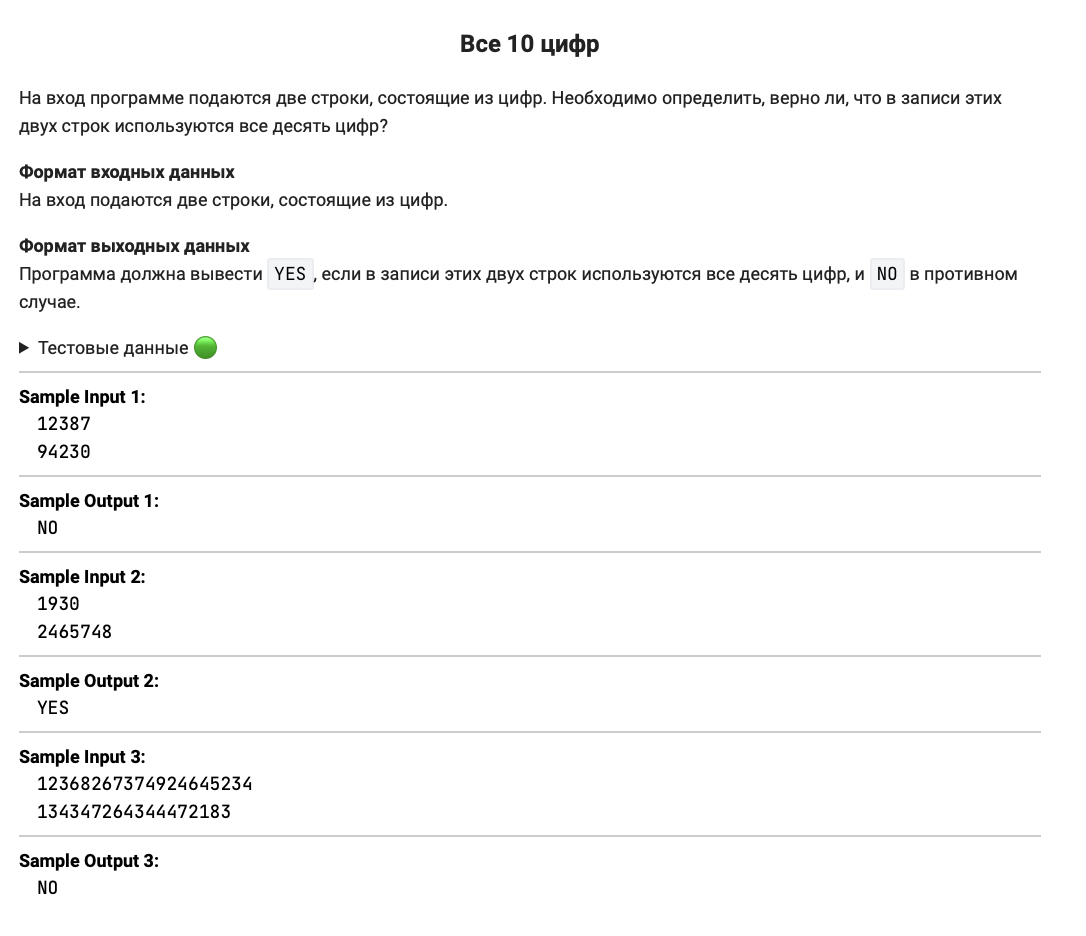 Все 10 цифр
На вход программе подаются две строки, состоящие из цифр. Необходимо определить, верно ли, что в записи этих
двух строк используются все десять цифр?
Формат входных данных
На вход подаются две строки, состоящие из цифр.
Формат выходных данных
Программа должна вывести YES, если в записи этих двух строк используются все десять цифр, и NO в противном
случае.
Тестовые данные
Sample Input 1:
12387
94230
Sample Output 1:
NO
Sample Input 2:
1930
2465748
Sample Output 2:
YES
Sample Input 3:
12368267374924645234
134347264344472183
Sample Output 3:
NO